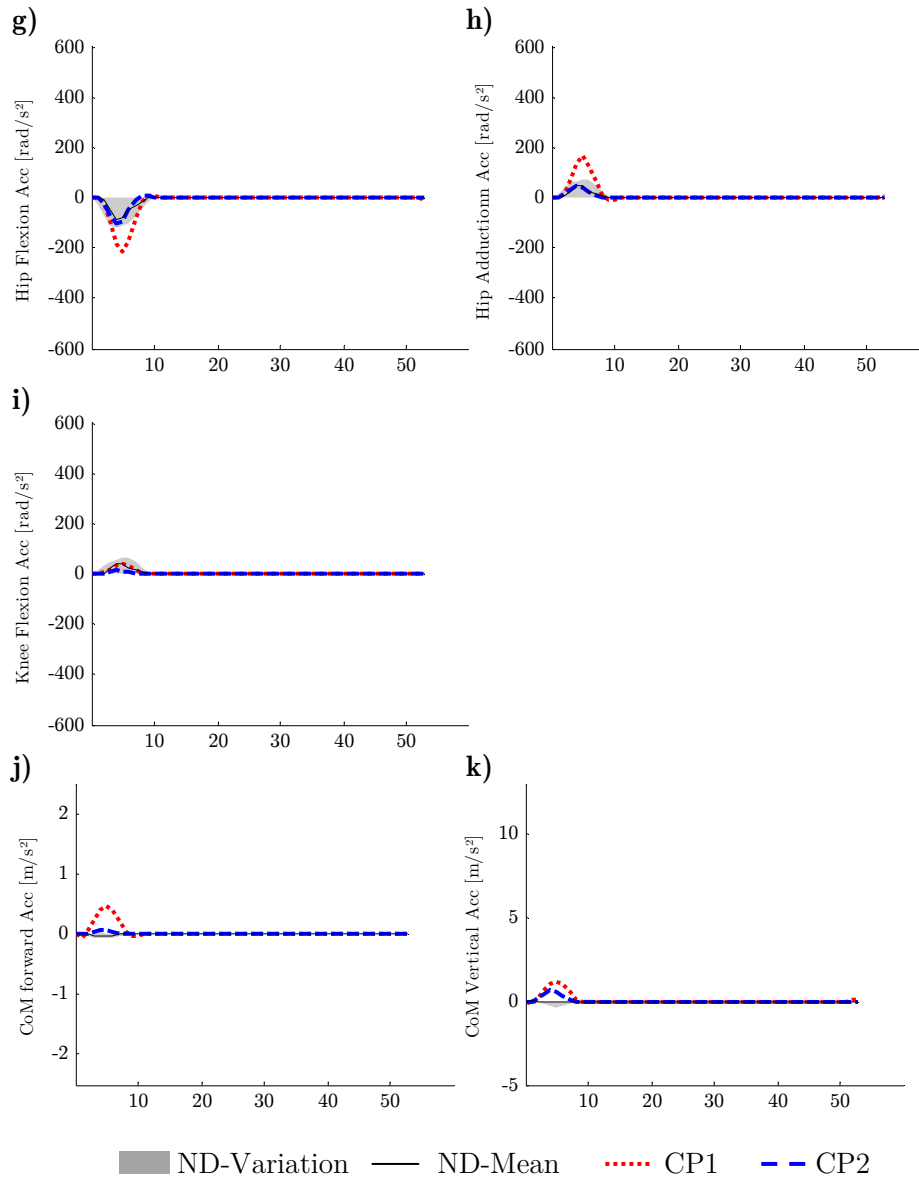 g)
Hip Flexion Acc [rad/s²]
600
400
200
0
-200
-400
-600
10 20 30 40 50
h)
Hip Adductionm Acc [rad/s²]
600
400
200
0
-200
-400
-600
10 20 30 40 50
i)
Knee Flexion Acc [rad/s²]
600
400
200
0
-200
-400
-600
10 20 30 40 50
j)
CoM forward Acc [m/s²]
2
1
0
-1
-2
10 20 30 40 50
k)
CoM Vertical Acc [m/s²]
10
5
0
-5
10 20 30 40 50
ND-Variation ND-Mean CP1 CP2